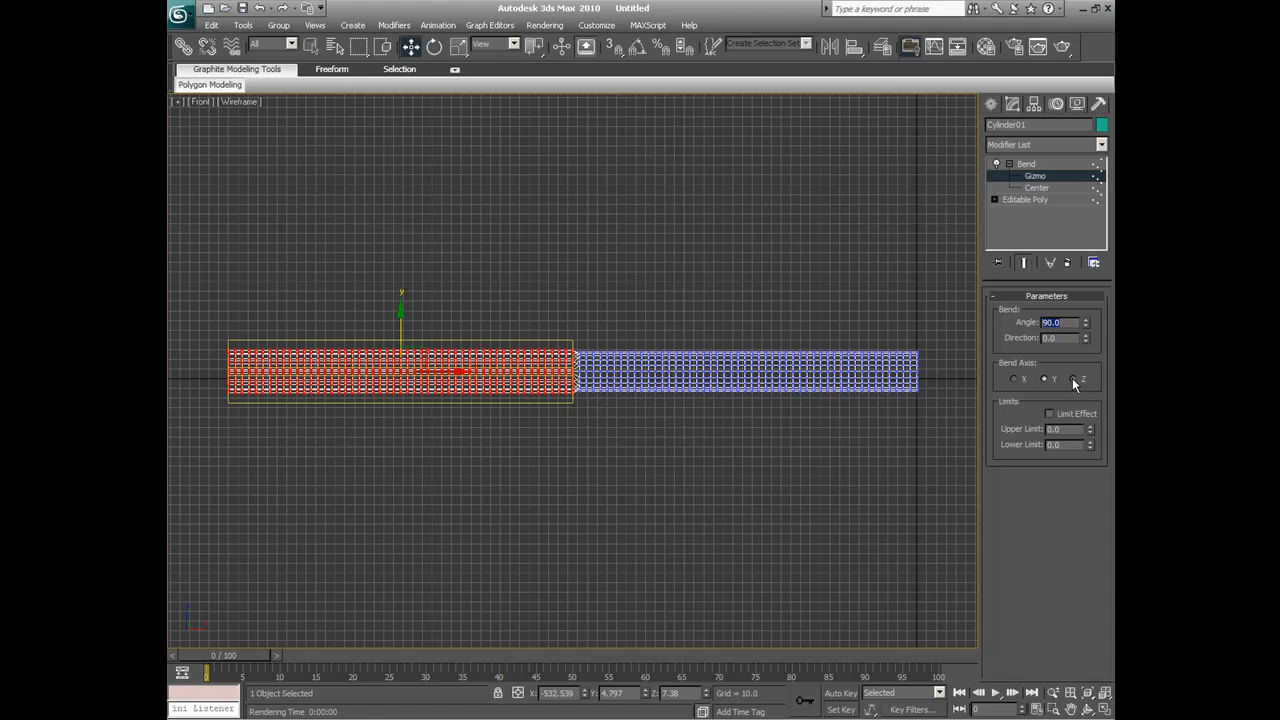 Autodesk 3ds Max 2010 Untitled
Type a keyword or phrase
Edit Tools Group Views Create Modifiers Animation Graph Editors Rendering Customize MAXScript Help
All
View
Create Selection Set
Graphite Modeling Tools Freeform Selection
Polygon Modeling
[ + ] [ Front ] [ Wireframe ]
y
Cylinder01
Modifier List
Bend
Gizmo
Center
Editable Poly
Parameters
Bend:
Angle: 90.0
Direction: 0.0
Bend Axis:
X Y Z
Limits
Limit Effect
Upper Limit: 0.0
Lower Limit: 0.0
< 0 / 100 >
0 5 10 15 20 25 30 35 40 45 50 55 60 65 70 75 80 85 90 95 100
1 Object Selected
X: -532.539 Y: 4.797 Z: 7.38
Grid = 10.0
Auto Key
Selected
ini Listener
Rendering Time 0:00:00
Add Time Tag
Set Key
Key Filters...
0